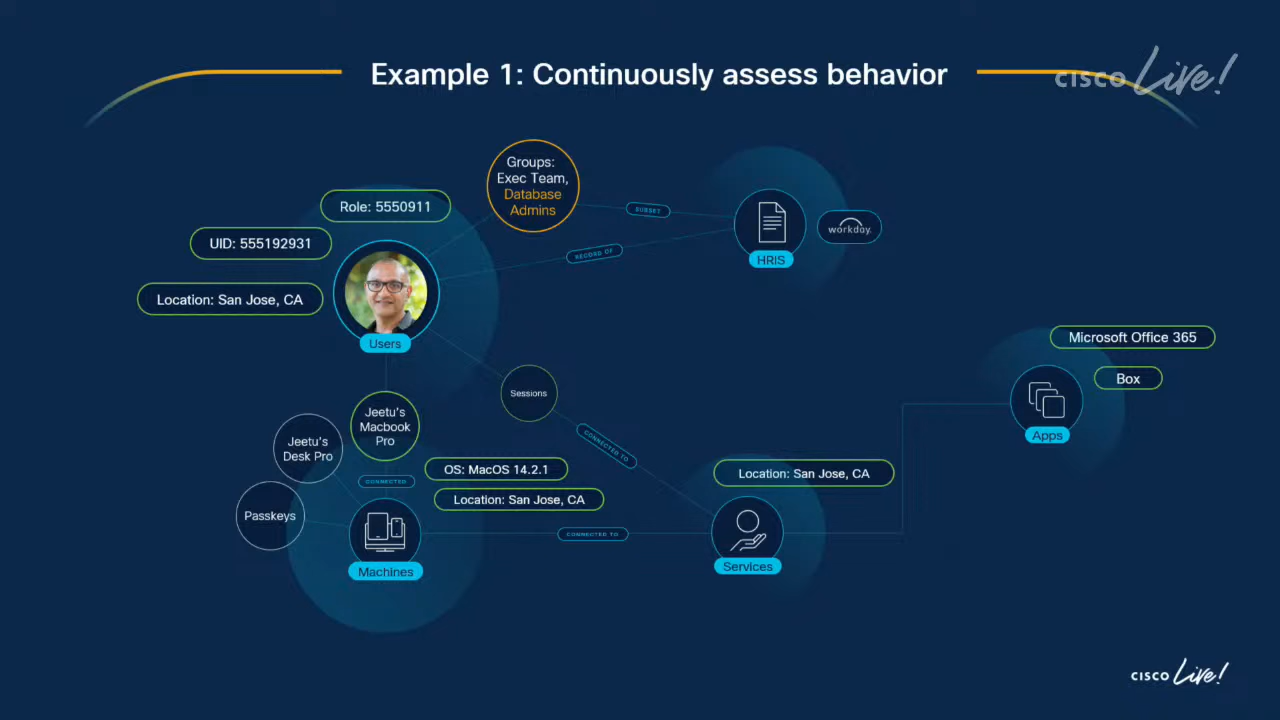 Example 1: Continuously assess behavior
CISCO Live!
Groups:
Exec Team,
Database
Admins
SUBSET
Role: 5550911
UID: 555192931
RECORD OF
workday.
HRIS
Location: San Jose, CA
Users
Microsoft Office 365
Box
Sessions
Apps
Jeetu's
Macbook
Pro
Jeetu's
Desk Pro
CONNECTED TO
OS: MacOS 14.2.1
Location: San Jose, CA
CONNECTED
Location: San Jose, CA
Passkeys
CONNECTED TO
Services
Machines
CISCO Live!